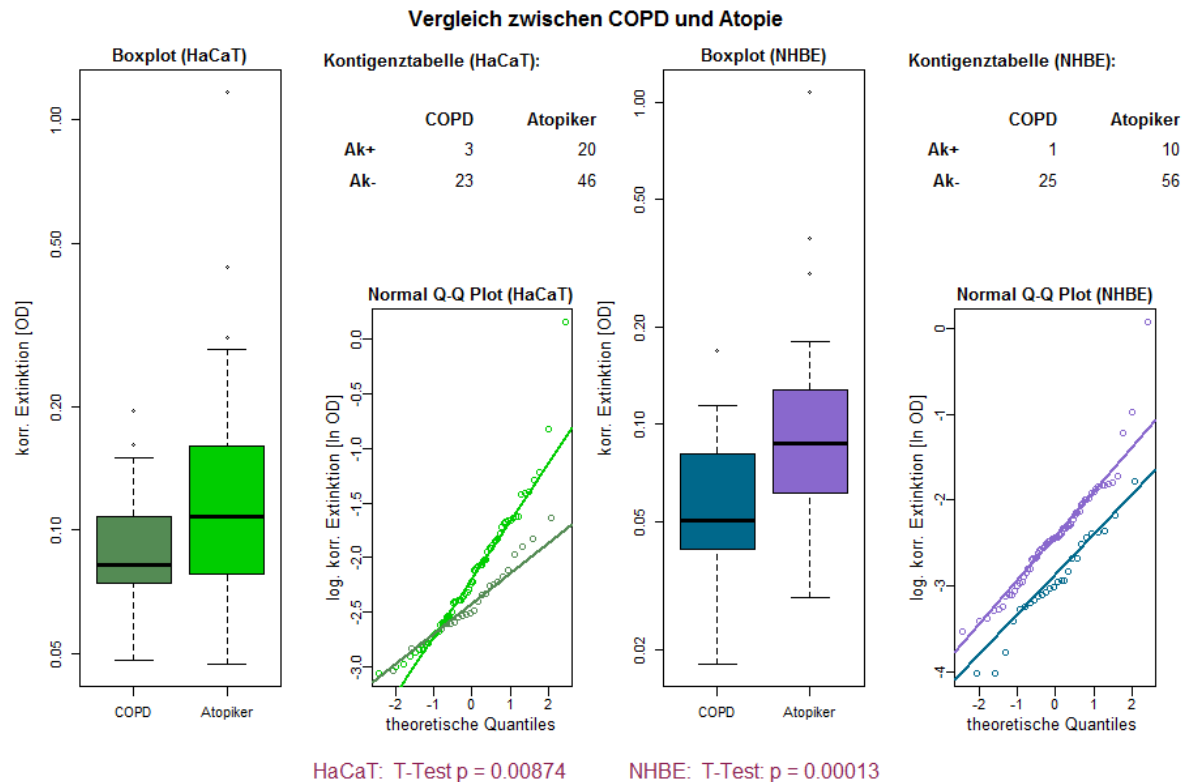 Vergleich zwischen COPD und Atopie
Boxplot (HaCaT)
korr. Extinktion [OD]
1.00
0.50
0.20
0.10
0.05
COPD Atopiker
Kontigenztabelle (HaCaT):
COPD Atopiker
Ak+ 3 20
Ak- 23 46
Normal Q-Q Plot (HaCaT)
log. korr. Extinktion [ln OD]
0.0
-0.5
-1.0
-1.5
-2.0
-2.5
-3.0
-2 -1 0 1 2
theoretische Quantiles
Boxplot (NHBE)
korr. Extinktion [OD]
1.00
0.50
0.20
0.10
0.05
0.02
COPD Atopiker
Kontigenztabelle (NHBE):
COPD Atopiker
Ak+ 1 10
Ak- 25 56
Normal Q-Q Plot (NHBE)
log. korr. Extinktion [ln OD]
0
-1
-2
-3
-4
-2 -1 0 1 2
theoretische Quantiles
HaCaT: T-Test p = 0.00874 NHBE: T-Test: p = 0.00013